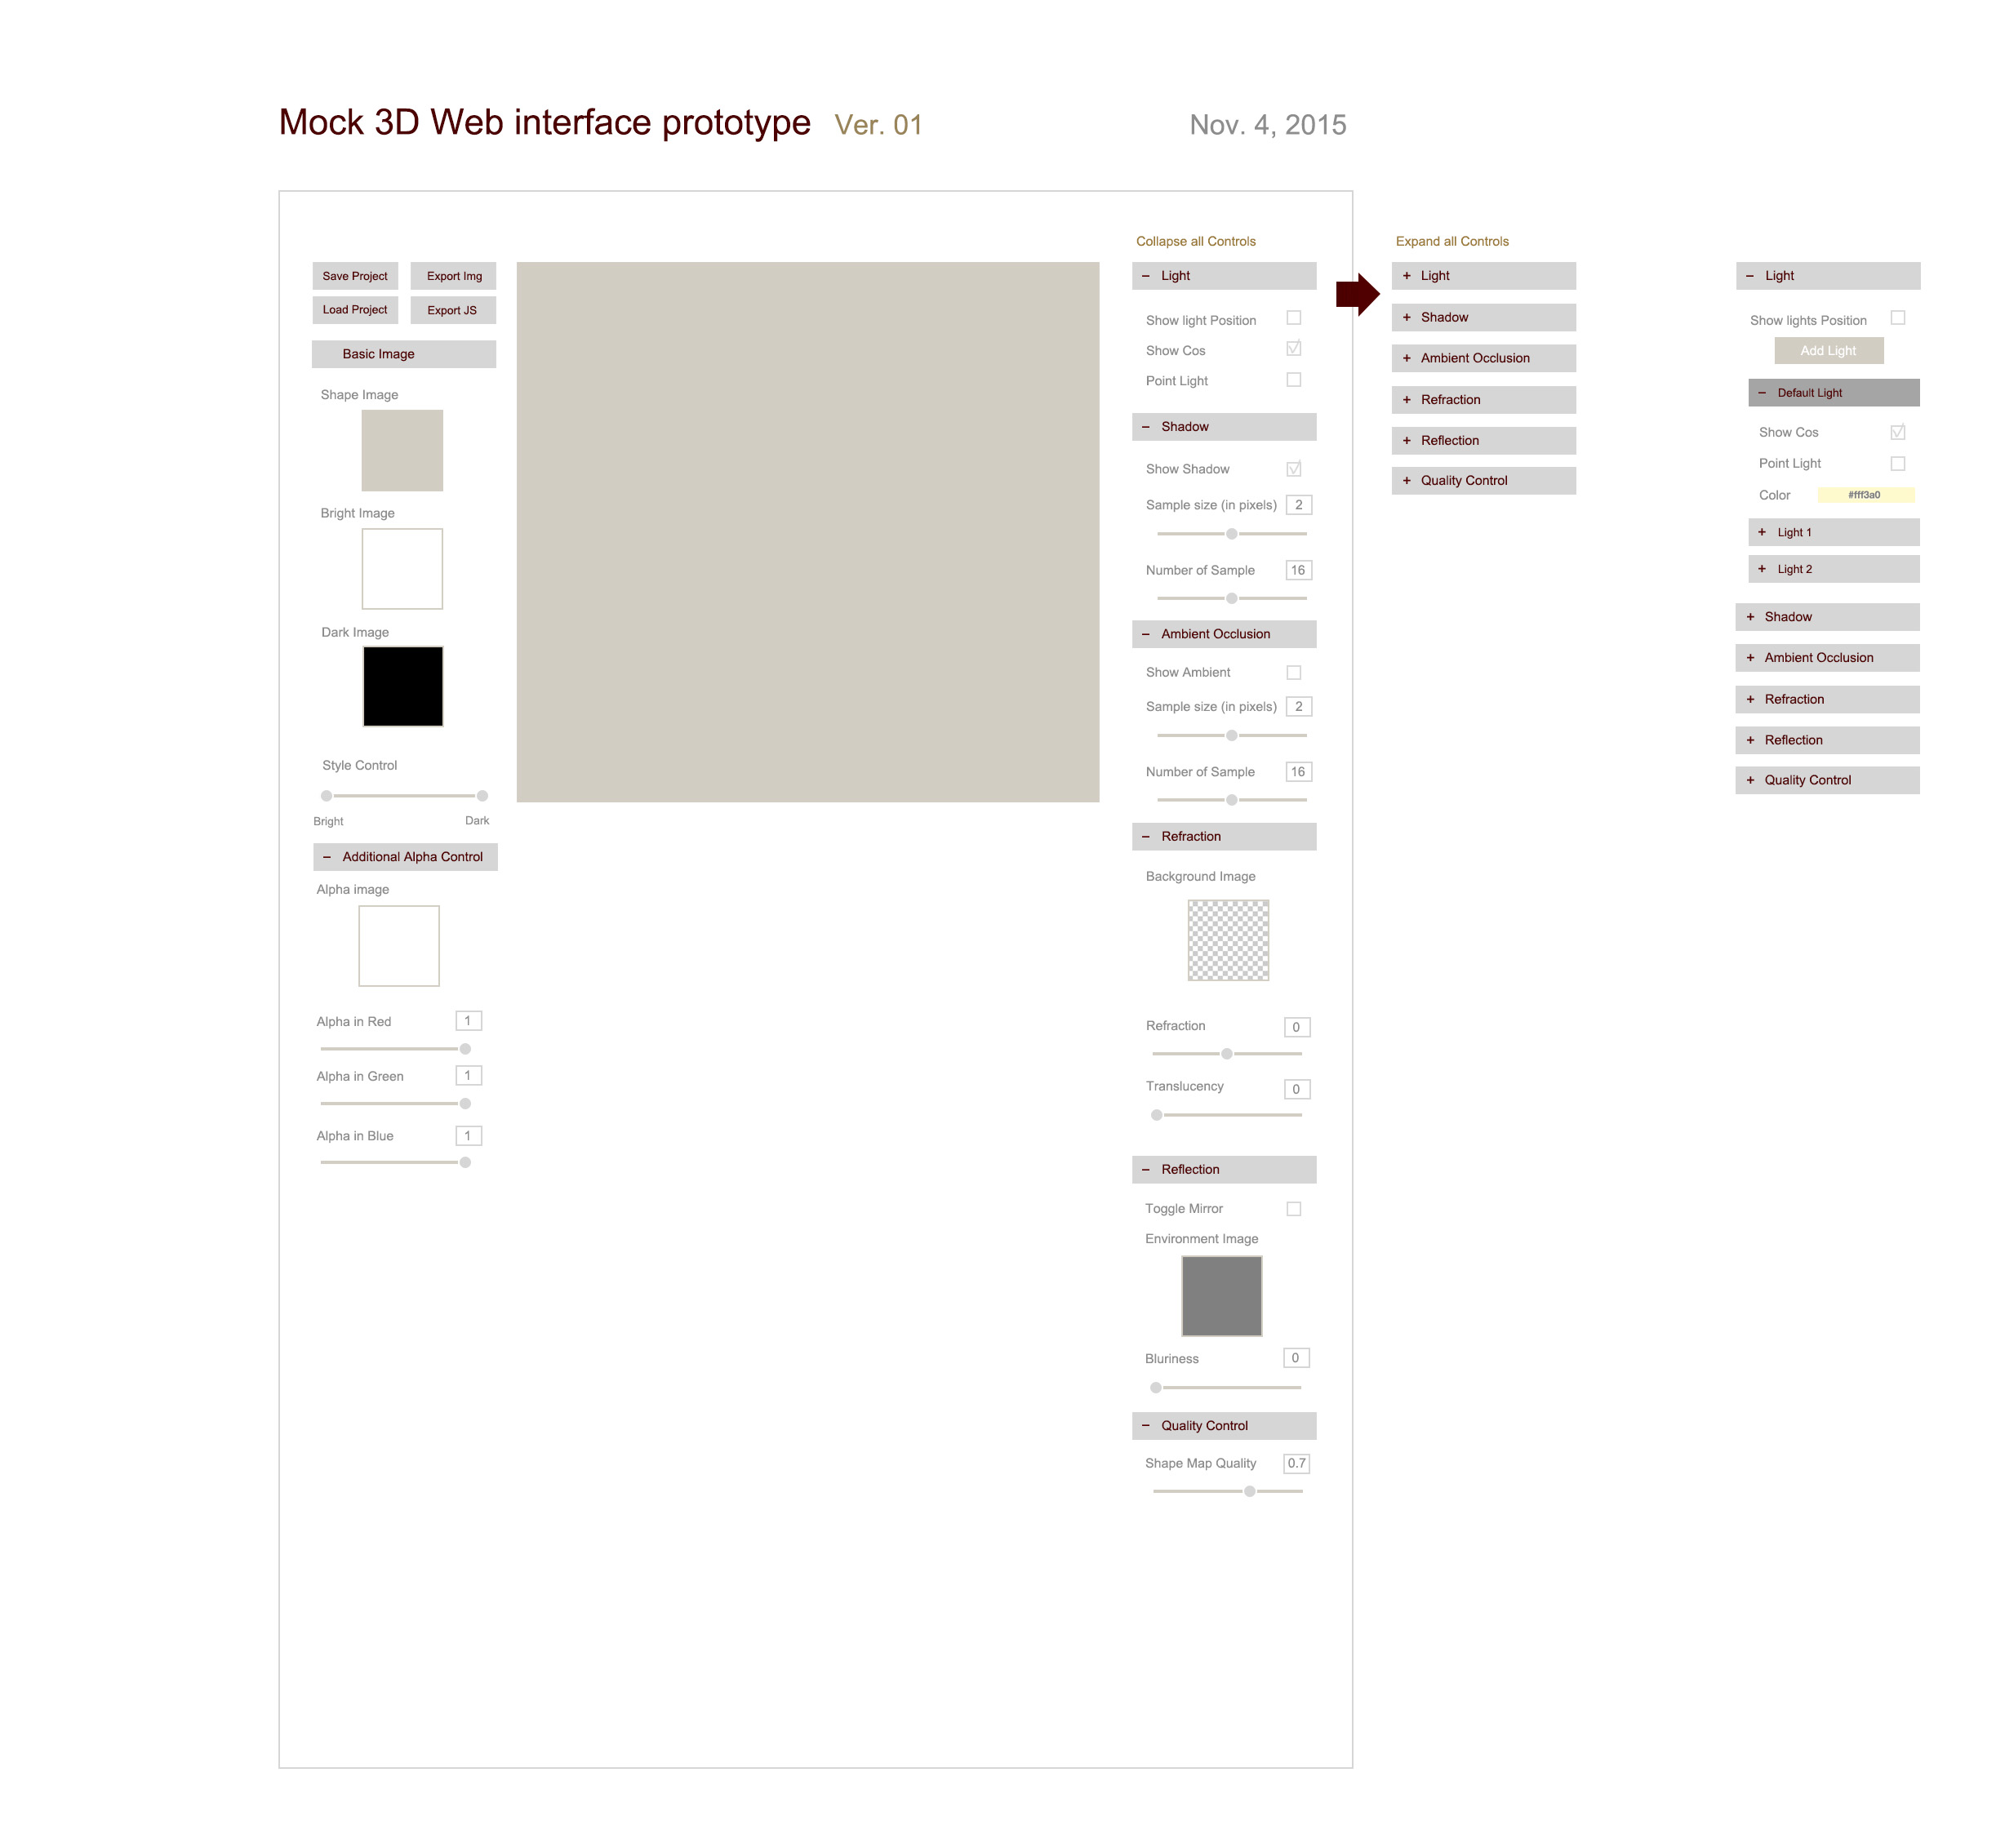 Mock 3D Web interface prototype Ver. 01 Nov. 4, 2015
Save Project Export Img
Load Project Export JS
Basic Image
Shape Image
Bright Image
Dark Image
Style Control
Bright Dark
− Additional Alpha Control
Alpha image
Alpha in Red 1
Alpha in Green 1
Alpha in Blue 1
Collapse all Controls
− Light
Show light Position
Show Cos
Point Light
− Shadow
Show Shadow
Sample size (in pixels) 2
Number of Sample 16
− Ambient Occlusion
Show Ambient
Sample size (in pixels) 2
Number of Sample 16
− Refraction
Background Image
Refraction 0
Translucency 0
− Reflection
Toggle Mirror
Environment Image
Bluriness 0
− Quality Control
Shape Map Quality 0.7
Expand all Controls
+ Light
+ Shadow
+ Ambient Occlusion
+ Refraction
+ Reflection
+ Quality Control
− Light
Show lights Position
Add Light
− Default Light
Show Cos
Point Light
Color #fff3a0
+ Light 1
+ Light 2
+ Shadow
+ Ambient Occlusion
+ Refraction
+ Reflection
+ Quality Control